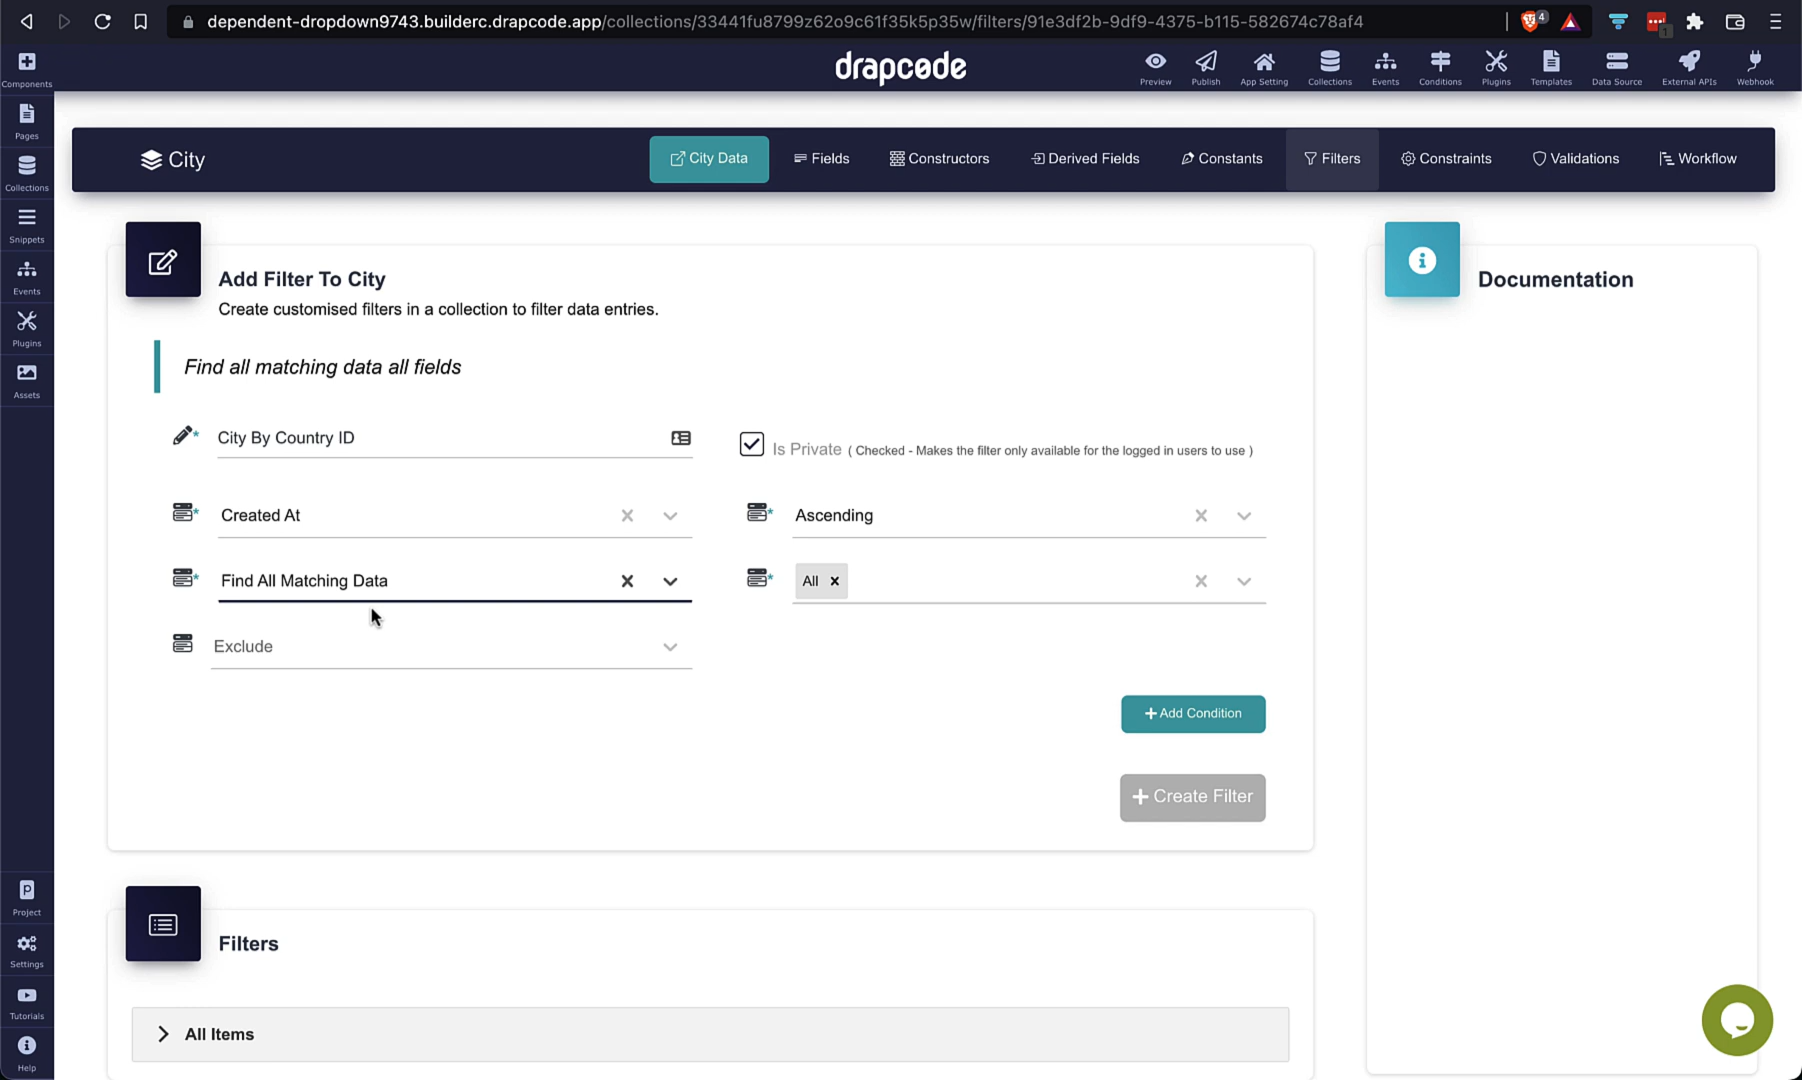 dependent-dropdown9743.builderc.drapcode.app/collections/33441fu8799z62o9c61f35k5p35w/filters/91e3df2b-9df9-4375-b115-582674c78af4
4
1
Components
drapcode
Preview
Publish
App Setting
Collections
Events
Conditions
Plugins
Templates
Data Source
External APIs
Webhook
Pages
Collections
Snippets
Events
Plugins
Assets
City
City Data
Fields
Constructors
Derived Fields
Constants
Filters
Constraints
Validations
Workflow
Add Filter To City
Create customised filters in a collection to filter data entries.
Find all matching data all fields
* City By Country ID
Is Private ( Checked - Makes the filter only available for the logged in users to use )
* Created At
* Ascending
* Find All Matching Data
* All
Exclude
+ Add Condition
+ Create Filter
Documentation
Filters
All Items
Project
Settings
Tutorials
Help